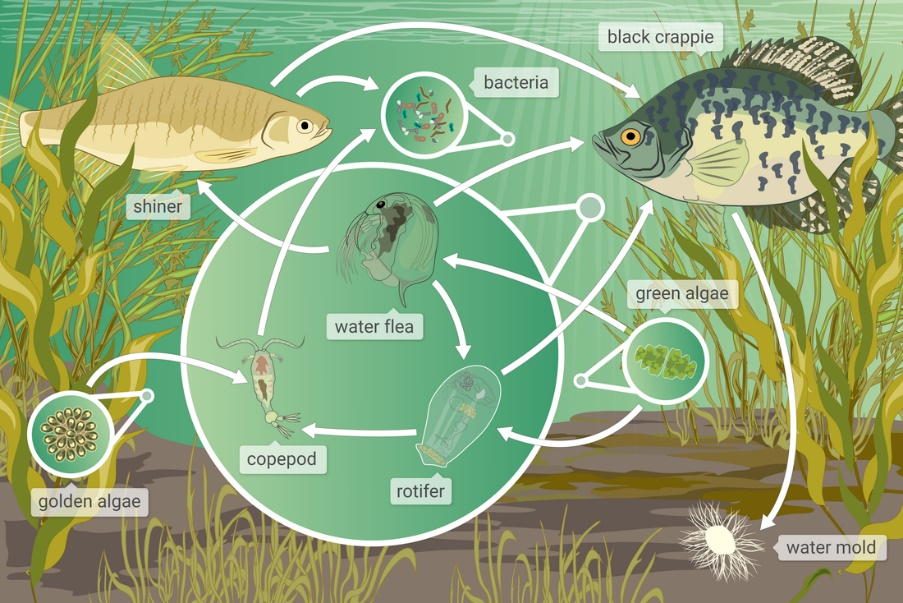 black crappie
bacteria
shiner
green algae
water flea
copepod
rotifer
golden algae
water mold